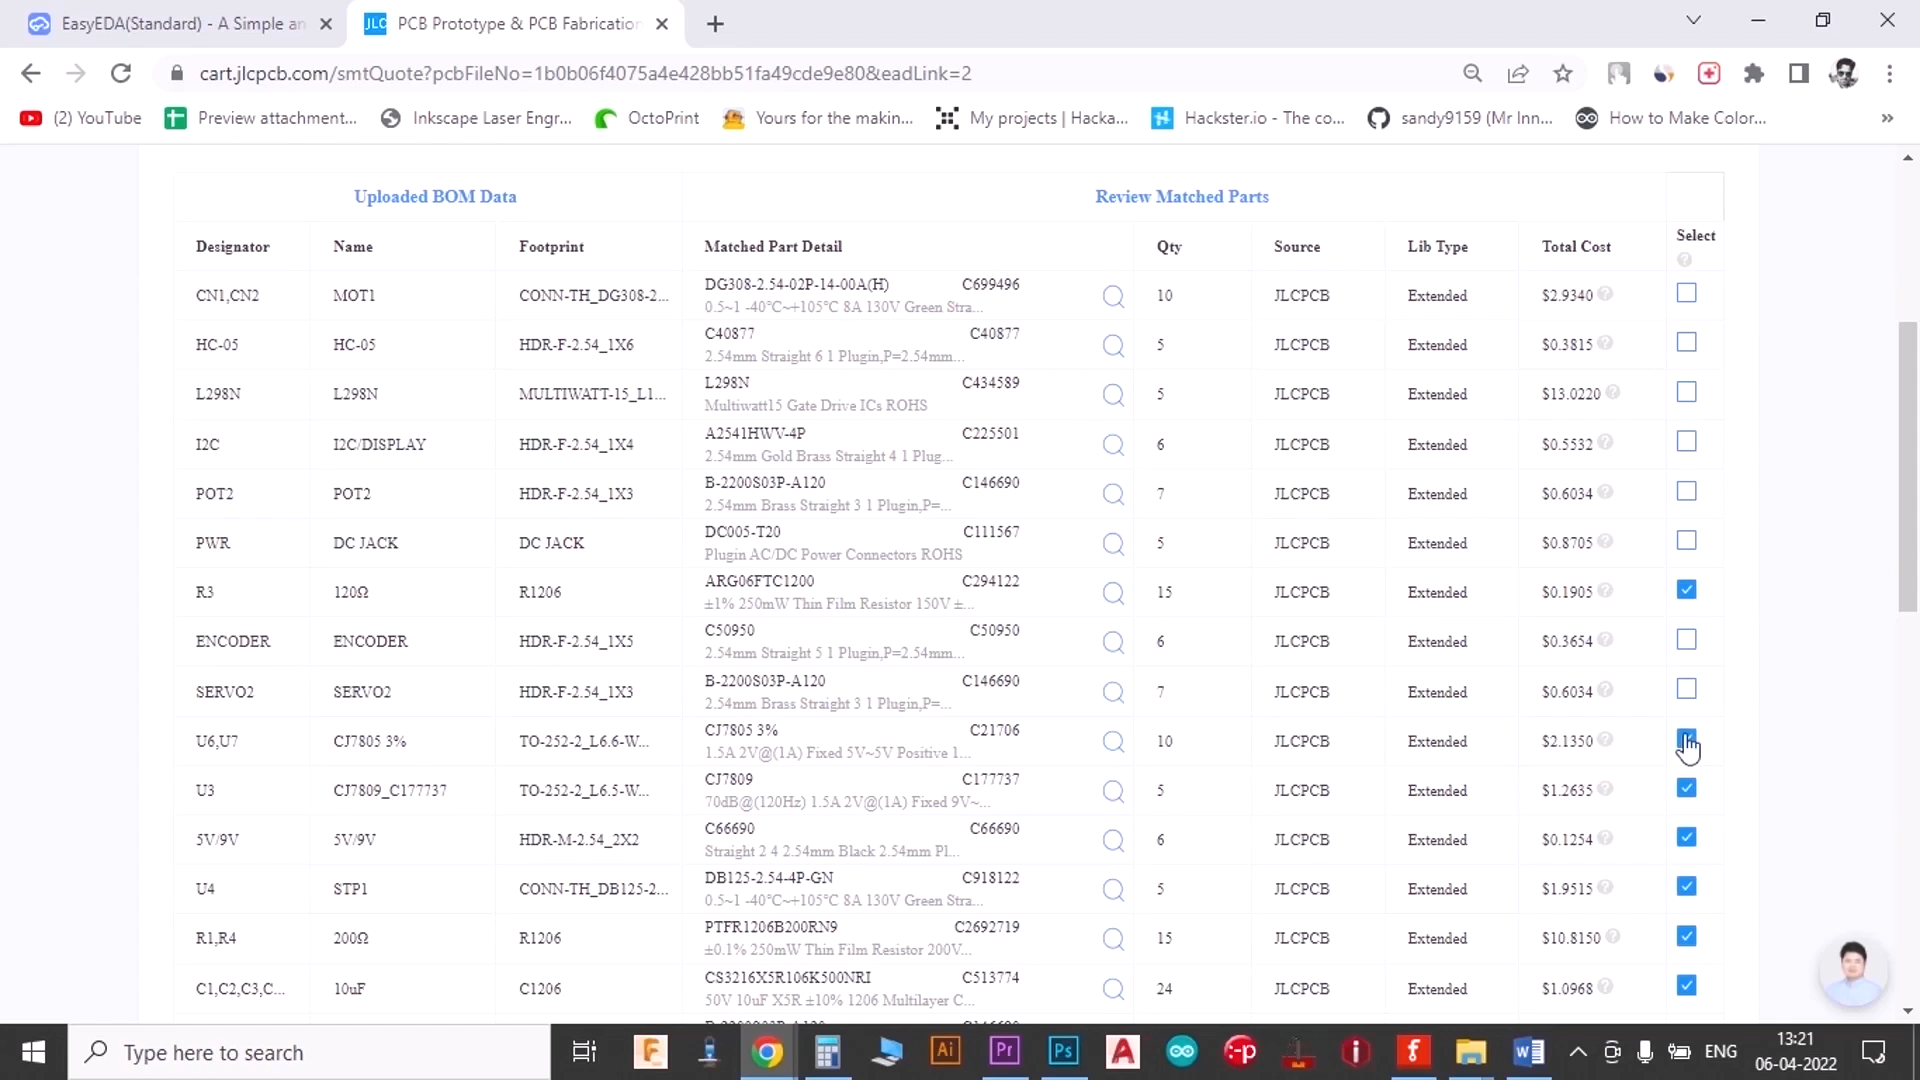 EasyEDA(Standard) - A Simple an
JLC PCB Prototype & PCB Fabrication
cart.jlcpcb.com/smtQuote?pcbFileNo=1b0b06f4075a4e428bb51fa49cde9e80&eadLink=2
(2) YouTube Preview attachment... Inkscape Laser Engr... OctoPrint Yours for the makin... My projects | Hacka... Hackster.io - The co... sandy9159 (Mr Inn... How to Make Color... »
Uploaded BOM Data Review Matched Parts
Designator Name Footprint Matched Part Detail Qty Source Lib Type Total Cost Select
CN1,CN2 MOT1 CONN-TH_DG308-2... DG308-2.54-02P-14-00A(H) C699496 10 JLCPCB Extended $2.9340
0.5~1 -40℃~+105℃ 8A 130V Green Stra...
HC-05 HC-05 HDR-F-2.54_1X6 C40877 C40877 5 JLCPCB Extended $0.3815
2.54mm Straight 6 1 Plugin,P=2.54mm...
L298N L298N MULTIWATT-15_L1... L298N C434589 5 JLCPCB Extended $13.0220
Multiwatt15 Gate Drive ICs ROHS
I2C I2C/DISPLAY HDR-F-2.54_1X4 A2541HWV-4P C225501 6 JLCPCB Extended $0.5532
2.54mm Gold Brass Straight 4 1 Plug...
POT2 POT2 HDR-F-2.54_1X3 B-2200S03P-A120 C146690 7 JLCPCB Extended $0.6034
2.54mm Brass Straight 3 1 Plugin,P=...
PWR DC JACK DC JACK DC005-T20 C111567 5 JLCPCB Extended $0.8705
Plugin AC/DC Power Connectors ROHS
R3 120Ω R1206 ARG06FTC1200 C294122 15 JLCPCB Extended $0.1905
±1% 250mW Thin Film Resistor 150V ±...
ENCODER ENCODER HDR-F-2.54_1X5 C50950 C50950 6 JLCPCB Extended $0.3654
2.54mm Straight 5 1 Plugin,P=2.54mm...
SERVO2 SERVO2 HDR-F-2.54_1X3 B-2200S03P-A120 C146690 7 JLCPCB Extended $0.6034
2.54mm Brass Straight 3 1 Plugin,P=...
U6,U7 CJ7805 3% TO-252-2_L6.6-W... CJ7805 3% C21706 10 JLCPCB Extended $2.1350
1.5A 2V@(1A) Fixed 5V~5V Positive 1...
U3 CJ7809_C177737 TO-252-2_L6.5-W... CJ7809 C177737 5 JLCPCB Extended $1.2635
70dB@(120Hz) 1.5A 2V@(1A) Fixed 9V~...
5V/9V 5V/9V HDR-M-2.54_2X2 C66690 C66690 6 JLCPCB Extended $0.1254
Straight 2 4 2.54mm Black 2.54mm Pl...
U4 STP1 CONN-TH_DB125-2... DB125-2.54-4P-GN C918122 5 JLCPCB Extended $1.9515
0.5~1 -40℃~+105℃ 8A 130V Green Stra...
R1,R4 200Ω R1206 PTFR1206B200RN9 C2692719 15 JLCPCB Extended $10.8150
±0.1% 250mW Thin Film Resistor 200V...
C1,C2,C3,C... 10uF C1206 CS3216X5R106K500NRI C513774 24 JLCPCB Extended $1.0968
50V 10uF X5R ±10% 1206 Multilayer C...
Type here to search Ai Pr Ps ENG 13:21
06-04-2022